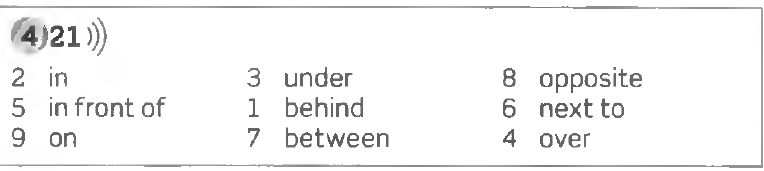 4)21)))
2 in 3 under 8 opposite
5 in front of 1 behind 6 next to
9 on 7 between 4 over